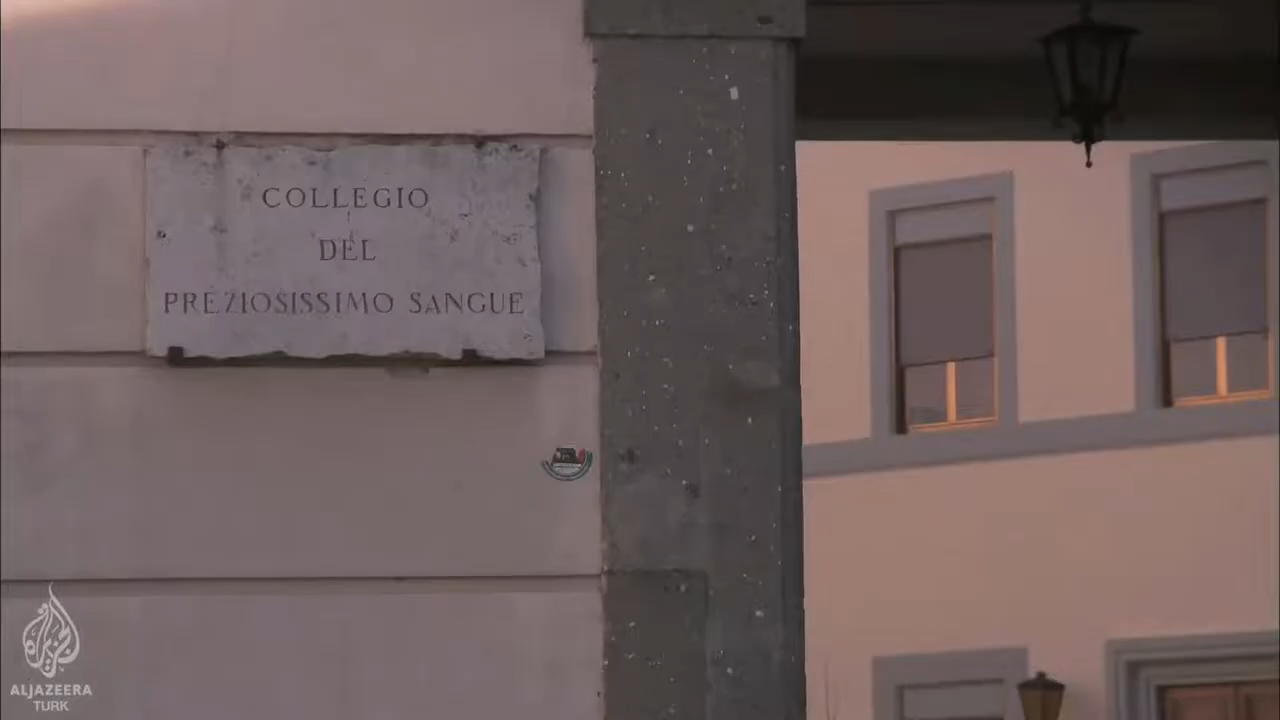 COLLEGIO
DEL
PREZIOSISSIMO SANGUE
ALJAZEERA
TURK